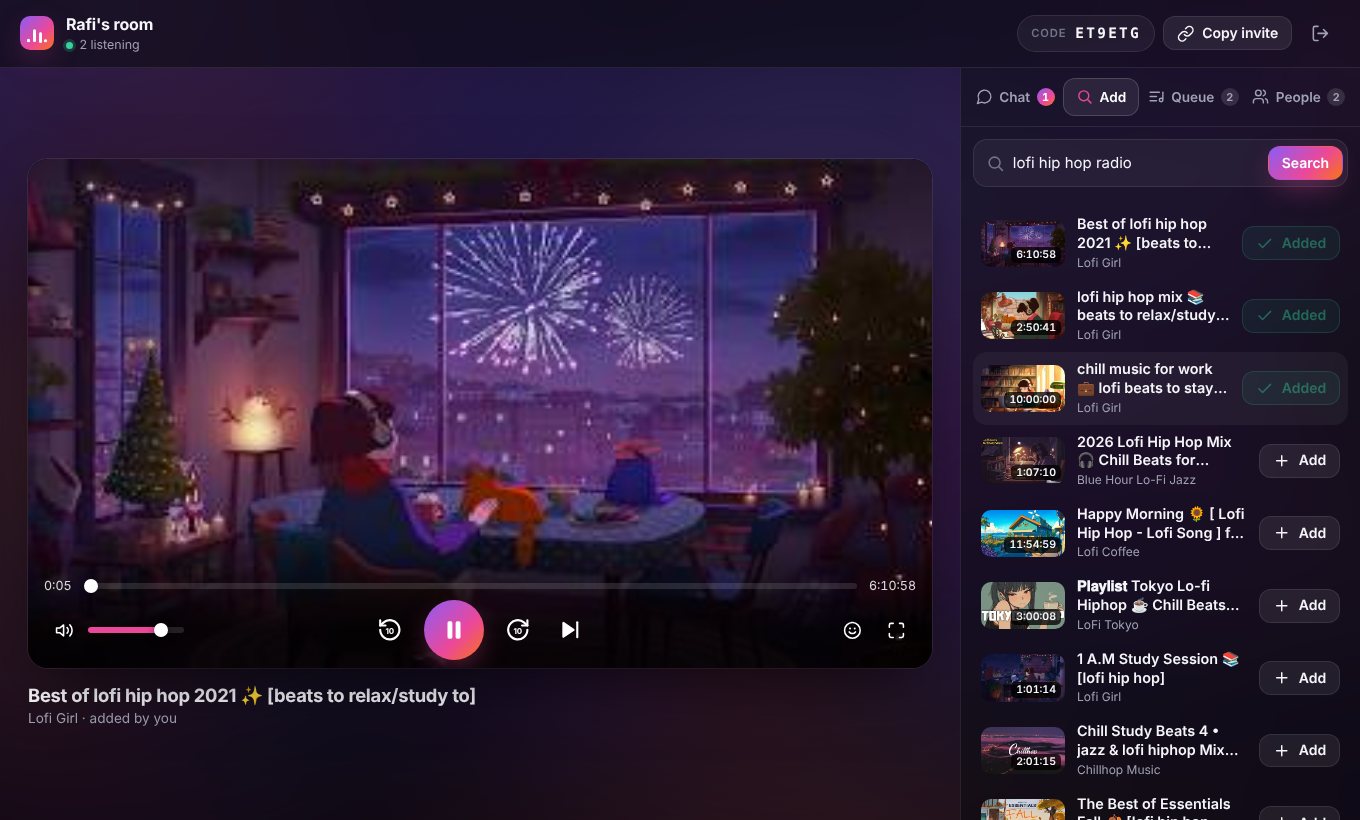 Rafi's room
2 listening
CODE ET9ETG
Copy invite
Chat 1
Add
Queue 2
People 2
lofi hip hop radio
Search
Best of lofi hip hop
2021 ✨ [beats to...
Lofi Girl
6:10:58
Added
lofi hip hop mix 📚
beats to relax/study...
Lofi Girl
2:50:41
Added
chill music for work
💼 lofi beats to stay...
Lofi Girl
10:00:00
Added
2026 Lofi Hip Hop Mix
🎧 Chill Beats for...
Blue Hour Lo-Fi Jazz
1:07:10
Add
Happy Morning 🌻 [ Lofi
Hip Hop - Lofi Song ] f...
Lofi Coffee
11:54:59
Add
Playlist Tokyo Lo-fi
Hiphop ☕ Chill Beats...
LoFi Tokyo
3:00:08
Add
1 A.M Study Session 📚
[lofi hip hop]
Lofi Girl
1:01:14
Add
Chill Study Beats 4 •
jazz & lofi hiphop Mix...
Chillhop Music
Chillhop
2:01:15
Add
The Best of Essentials
0:05
6:10:58
10
10
Best of lofi hip hop 2021 ✨ [beats to relax/study to]
Lofi Girl · added by you